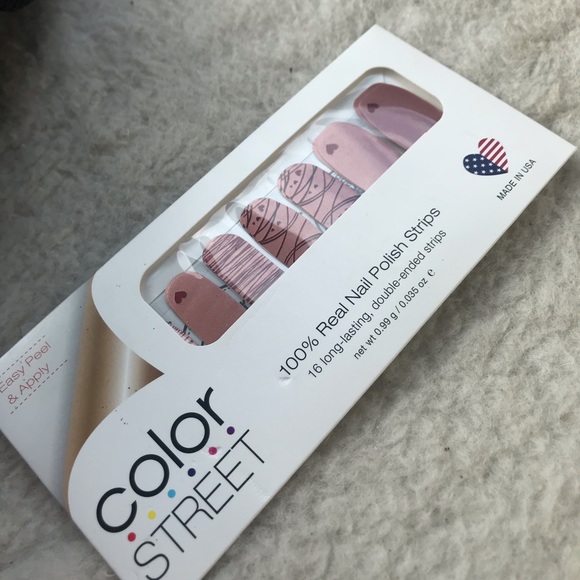 Easy Peel
& Apply
color
STREET
100% Real Nail Polish Strips
16 long-lasting, double-ended strips
net wt 0.99 g / 0.035 oz ℮
MADE IN USA